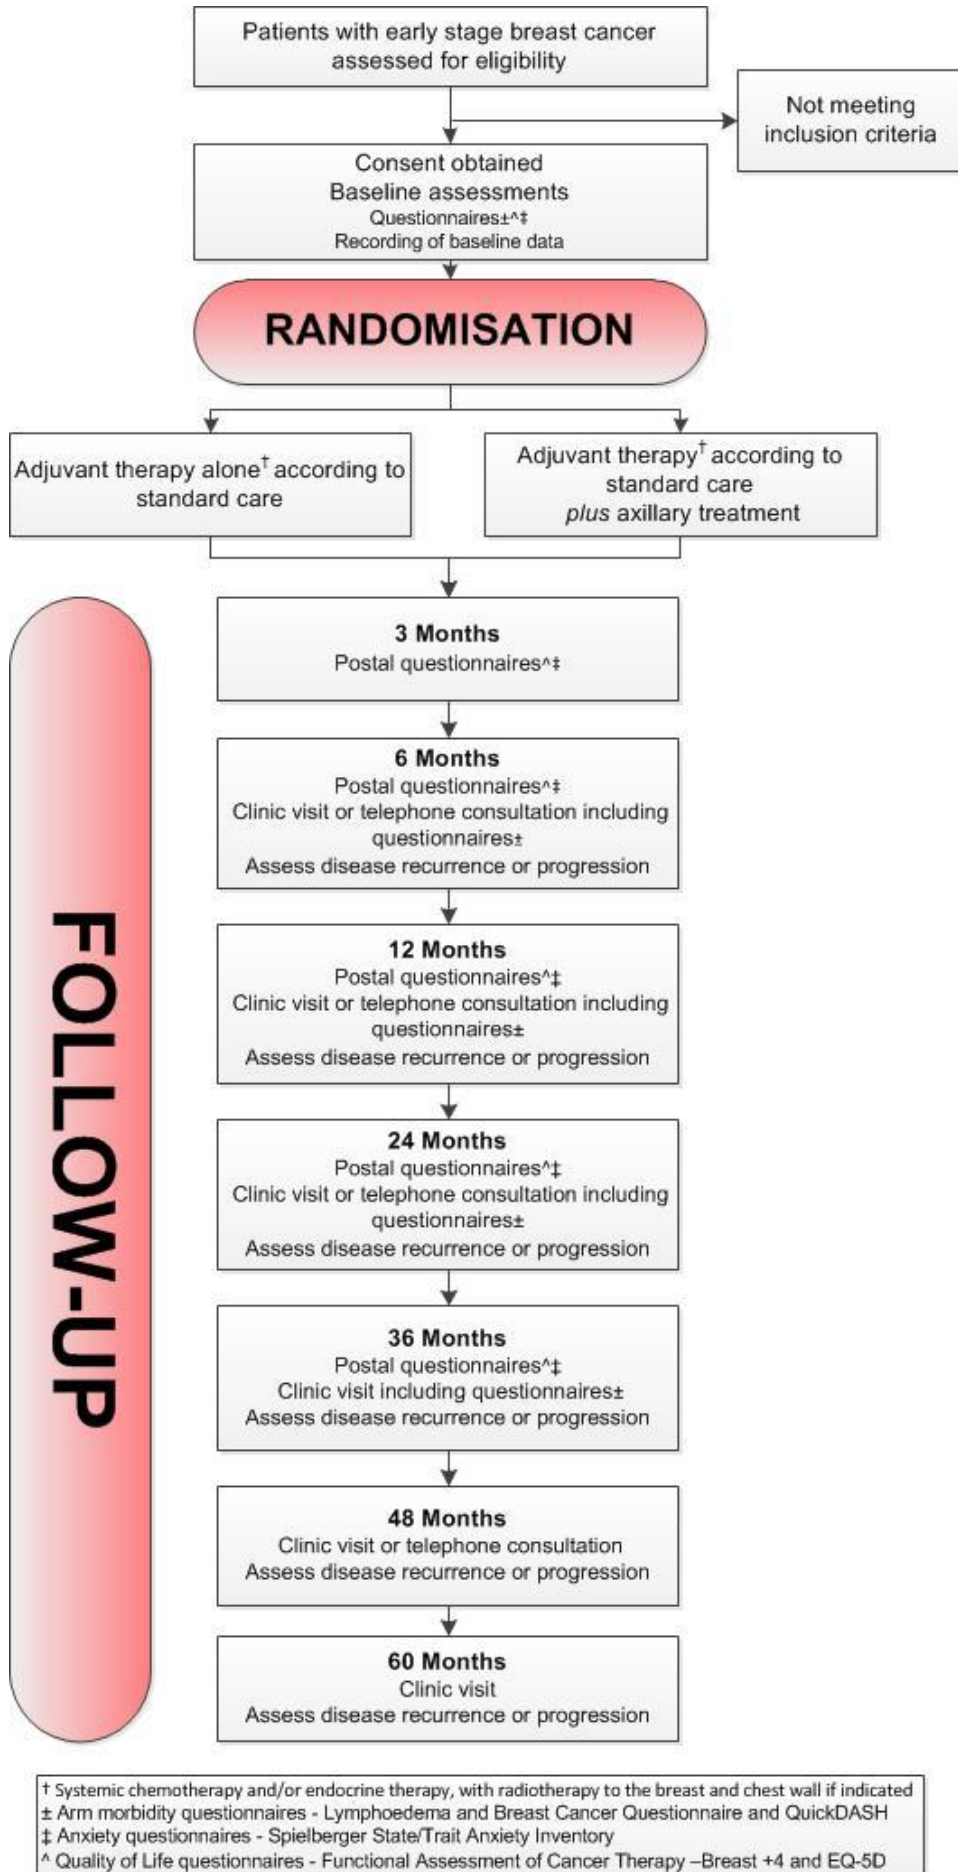 Patients with early stage breast cancer
assessed for eligibility
Not meeting
inclusion criteria
Consent obtained
Baseline assessments
Questionnaires±^‡
Recording of baseline data
RANDOMISATION
Adjuvant therapy alone† according to
standard care
Adjuvant therapy† according to
standard care
plus axillary treatment
FOLLOW-UP
3 Months
Postal questionnaires^‡
6 Months
Postal questionnaires^‡
Clinic visit or telephone consultation including
questionnaires±
Assess disease recurrence or progression
12 Months
Postal questionnaires^‡
Clinic visit or telephone consultation including
questionnaires±
Assess disease recurrence or progression
24 Months
Postal questionnaires^‡
Clinic visit or telephone consultation including
questionnaires±
Assess disease recurrence or progression
36 Months
Postal questionnaires^‡
Clinic visit including questionnaires±
Assess disease recurrence or progression
48 Months
Clinic visit or telephone consultation
Assess disease recurrence or progression
60 Months
Clinic visit
Assess disease recurrence or progression
† Systemic chemotherapy and/or endocrine therapy, with radiotherapy to the breast and chest wall if indicated
± Arm morbidity questionnaires - Lymphoedema and Breast Cancer Questionnaire and QuickDASH
‡ Anxiety questionnaires - Spielberger State/Trait Anxiety Inventory
^ Quality of Life questionnaires - Functional Assessment of Cancer Therapy –Breast +4 and EQ-5D